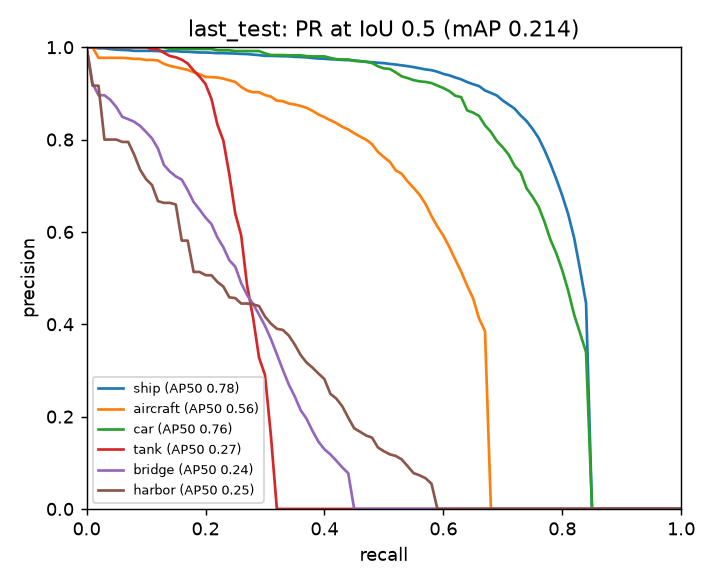 last_test: PR at IoU 0.5 (mAP 0.214)
precision
1.0
0.8
0.6
0.4
0.2
0.0
ship (AP50 0.78)
aircraft (AP50 0.56)
car (AP50 0.76)
tank (AP50 0.27)
bridge (AP50 0.24)
harbor (AP50 0.25)
0.0 0.2 0.4 0.6 0.8 1.0
recall